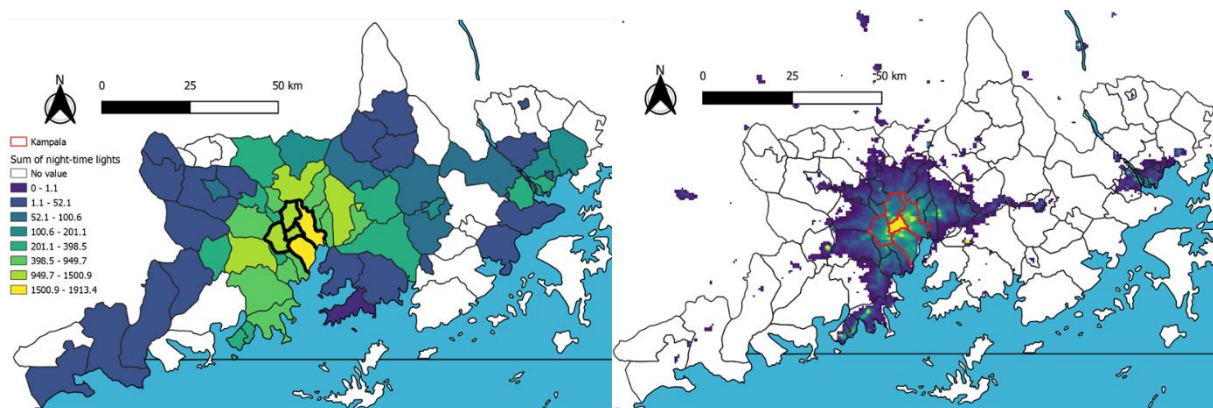 N
0 25 50 km
Kampala
Sum of night-time lights
No value
0 - 1.1
1.1 - 52.1
52.1 - 100.6
100.6 - 201.1
201.1 - 398.5
398.5 - 949.7
949.7 - 1500.9
1500.9 - 1913.4
N
0 25 50 km